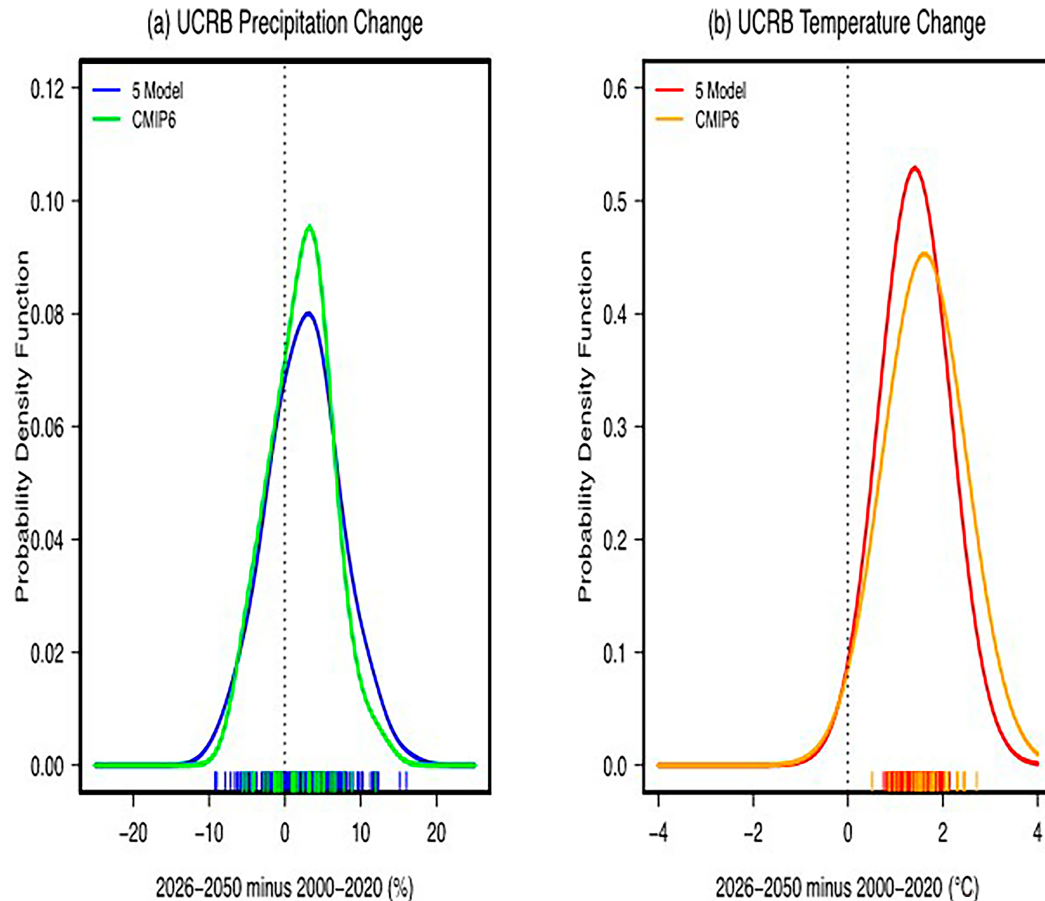 (a) UCRB Precipitation Change
5 Model
CMIP6
0.12
0.10
0.08
0.06
0.04
0.02
0.00
Probability Density Function
−20 −10 0 10 20
2026−2050 minus 2000−2020 (%)
(b) UCRB Temperature Change
5 Model
CMIP6
0.6
0.5
0.4
0.3
0.2
0.1
0.0
Probability Density Function
−4 −2 0 2 4
2026−2050 minus 2000−2020 (°C)